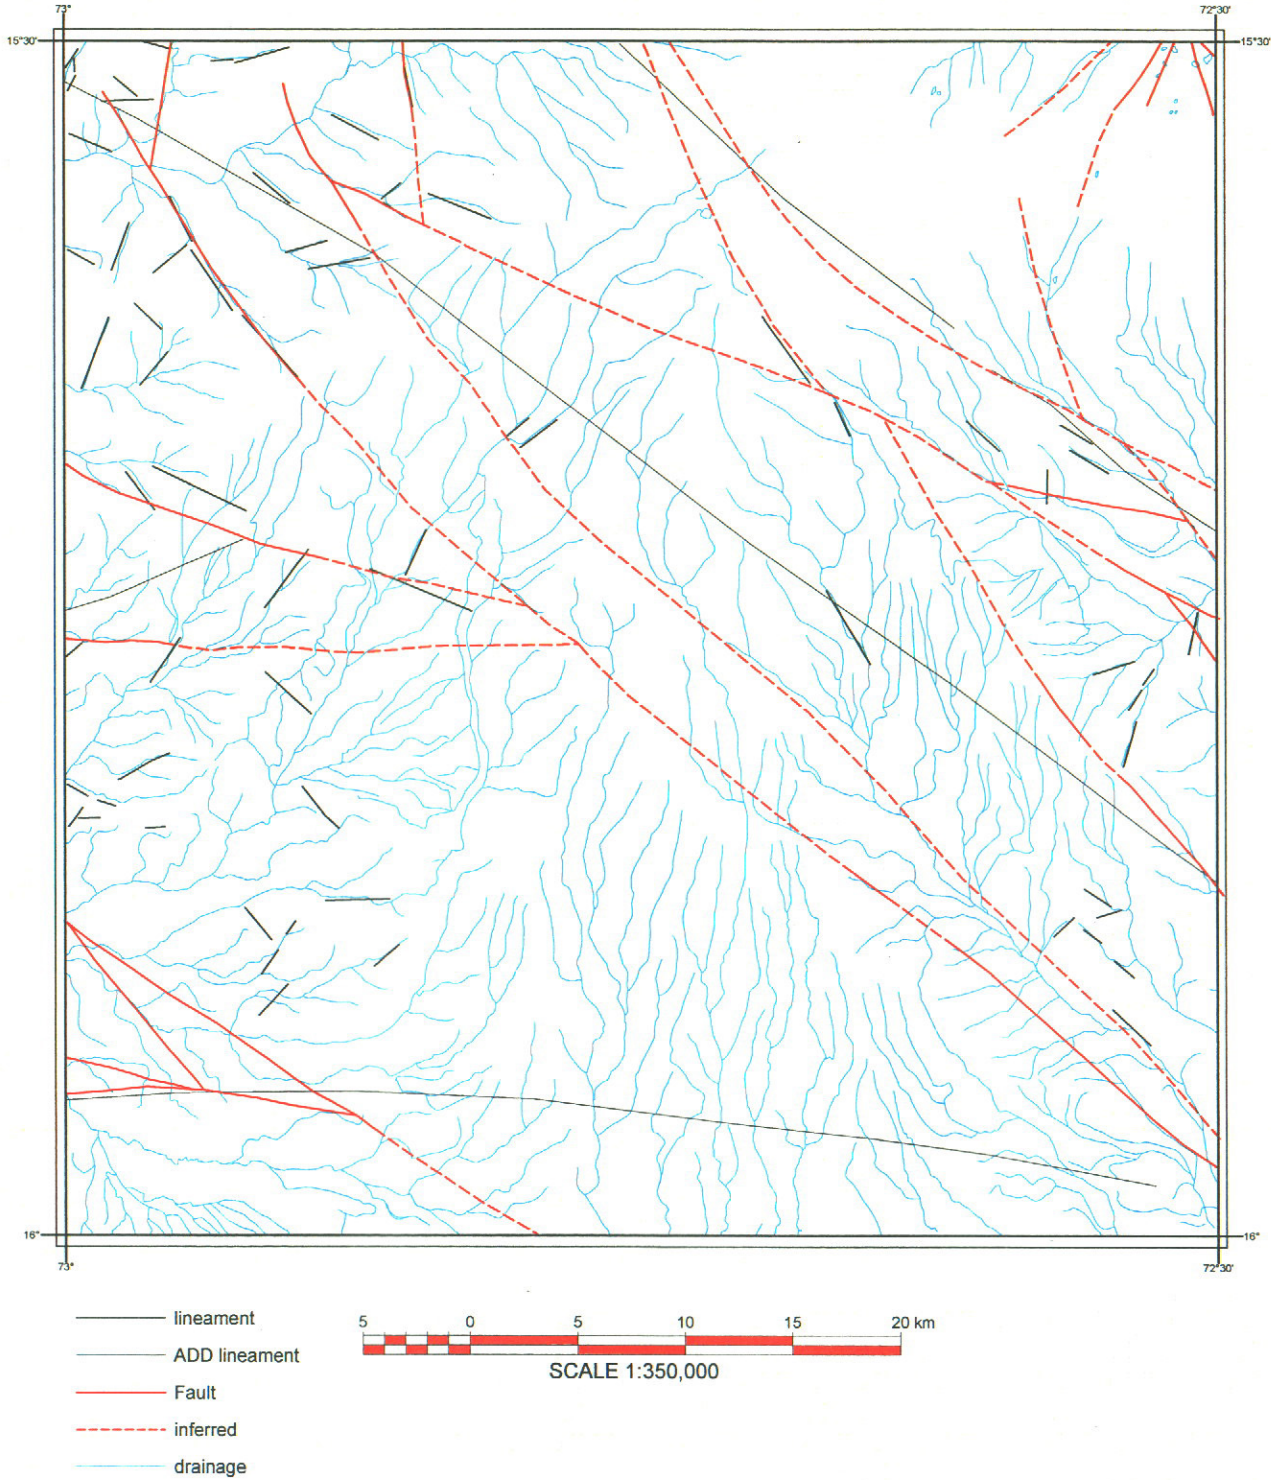 73° 72°30'
15°30' 15°30'
16° 16°
73° 72°30'
lineament
ADD lineament
Fault
inferred
drainage
5 0 5 10 15 20 km
SCALE 1:350,000